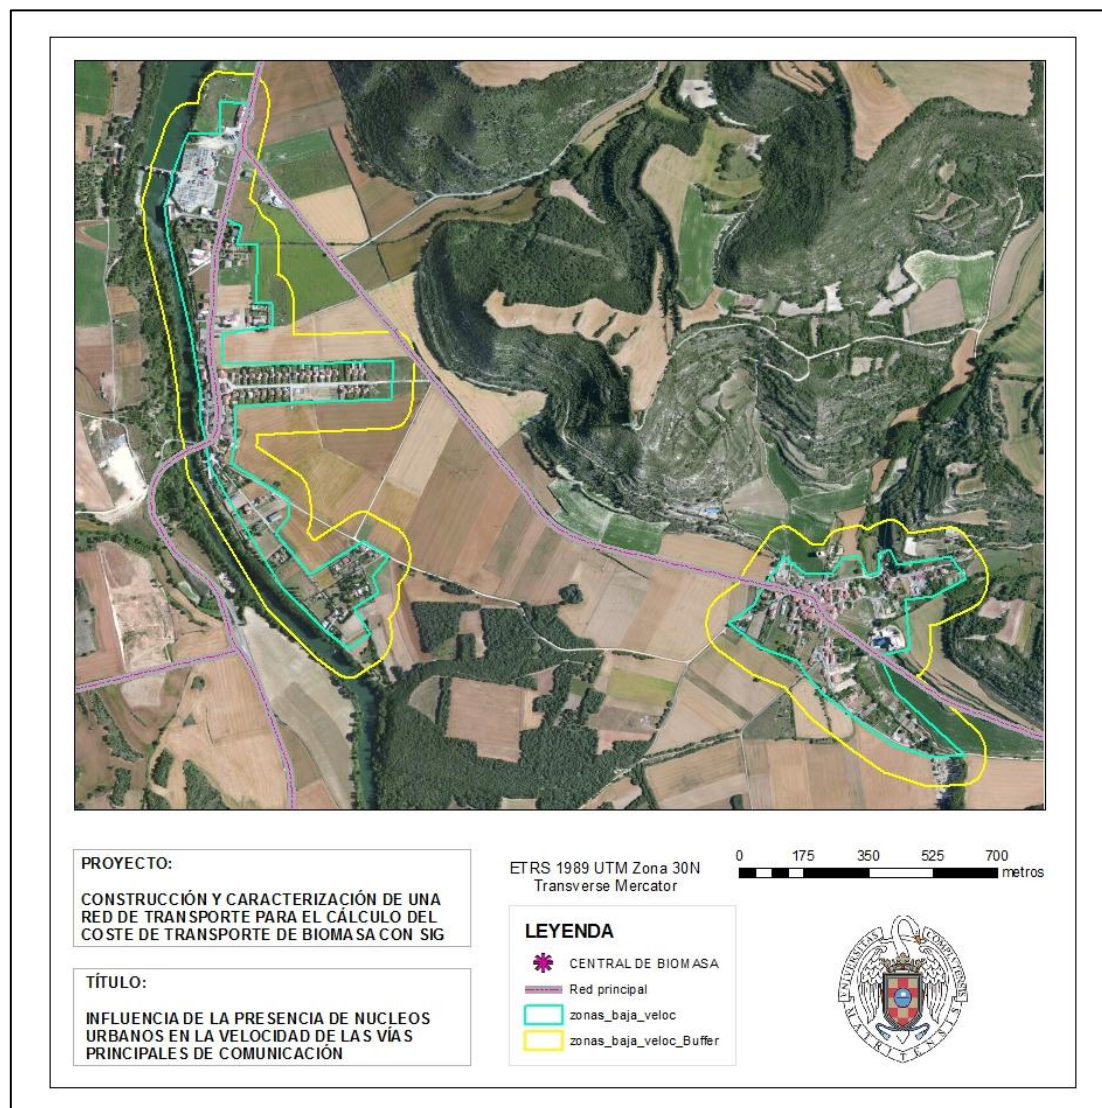 PROYECTO:
CONSTRUCCIÓN Y CARACTERIZACIÓN DE UNA
RED DE TRANSPORTE PARA EL CÁLCULO DEL
COSTE DE TRANSPORTE DE BIOMASA CON SIG
TÍTULO:
INFLUENCIA DE LA PRESENCIA DE NUCLEOS
URBANOS EN LA VELOCIDAD DE LAS VÍAS
PRINCIPALES DE COMUNICACIÓN
ETRS 1989 UTM Zona 30N
Transverse Mercator
0 175 350 525 700
metros
LEYENDA
CENTRAL DE BIOMASA
Red principal
zonas_baja_veloc
zonas_baja_veloc_Buffer
UNIVERSITAS
COMPLUTENSIS
MATRITENSIS